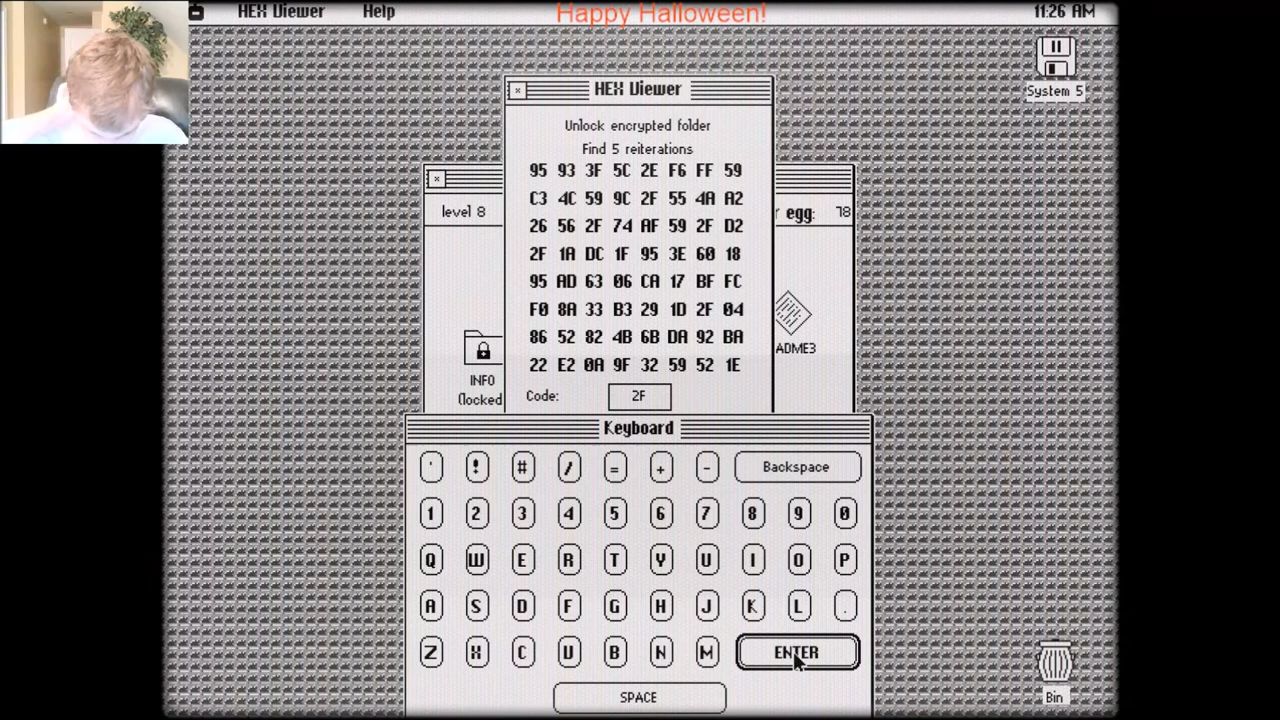 HEX Viewer Help Happy Halloween! 11:26 AM
System 5
HEX Viewer
Unlock encrypted folder
Find 5 reiterations
95 93 3F 5C 2E F6 FF 59
C3 4C 59 9C 2F 55 4A A2
level 8 egg: 78
26 56 2F 74 AF 59 2F D2
2F 1A DC 1F 95 3E 60 18
95 AD 63 06 CA 17 BF FC
F0 8A 33 B3 29 1D 2F 04
86 52 82 4B 6B DA 92 BA
ADME3
22 E2 0A 9F 32 59 52 1E
INFO
(locked
Code: 2F
Keyboard
' ! # / = + - Backspace
1 2 3 4 5 6 7 8 9 0
Q W E R T Y U I O P
A S D F G H J K L .
Z X C V B N M ENTER
SPACE
Bin